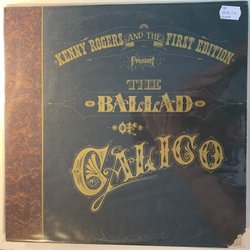 KENNY ROGERS AND THE FIRST EDITION
Present
THE
BALLAD
OF
CALICO